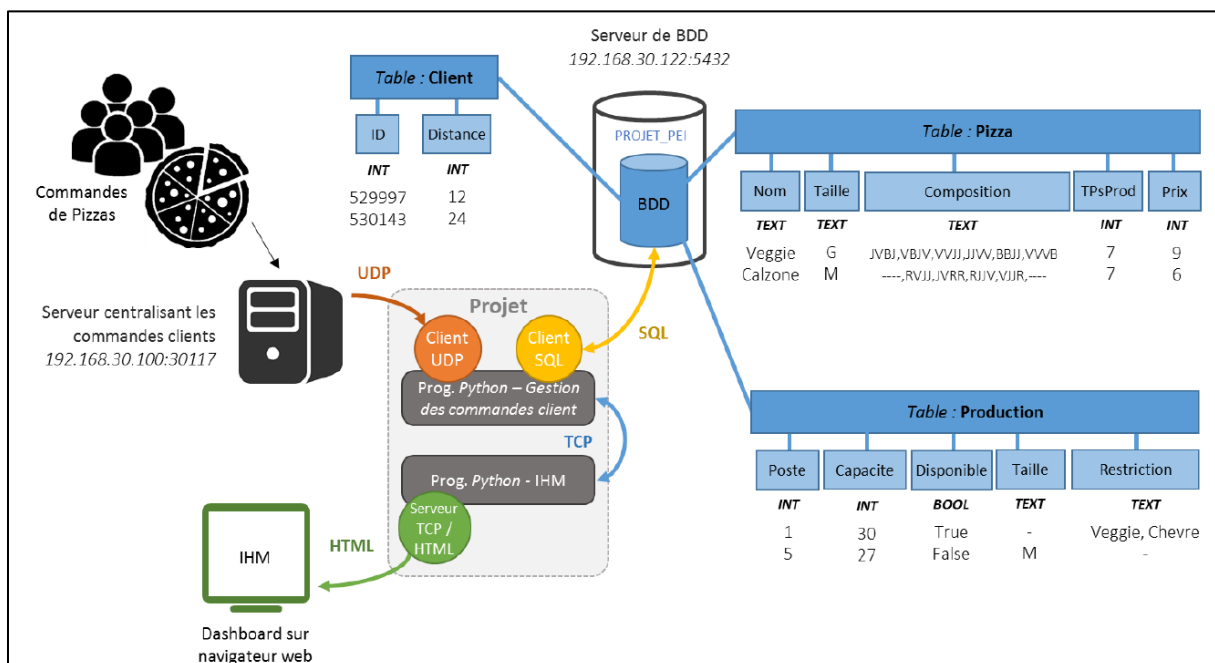 Serveur de BDD
192.168.30.122:5432
Table : Client
ID
Distance
INT
INT
529997
12
530143
24
PROJET_PEI
BDD
Table : Pizza
Nom
Taille
Composition
TPsProd
Prix
TEXT
TEXT
TEXT
INT
INT
Veggie
G
JVBJ,VBJV,VVJJ,JJVV,BBJJ,VVVB
7
9
Calzone
M
----,RVJJ,JVRR,RJJV,VJJR,----
7
6
Commandes
de Pizzas
Serveur centralisant les
commandes clients
192.168.30.100:30117
UDP
Projet
Client
UDP
Client
SQL
SQL
Prog. Python – Gestion
des commandes client
TCP
Prog. Python - IHM
Serveur
TCP /
HTML
HTML
IHM
Dashboard sur
navigateur web
Table : Production
Poste
Capacite
Disponible
Taille
Restriction
INT
INT
BOOL
TEXT
TEXT
1
30
True
-
Veggie, Chevre
5
27
False
M
-